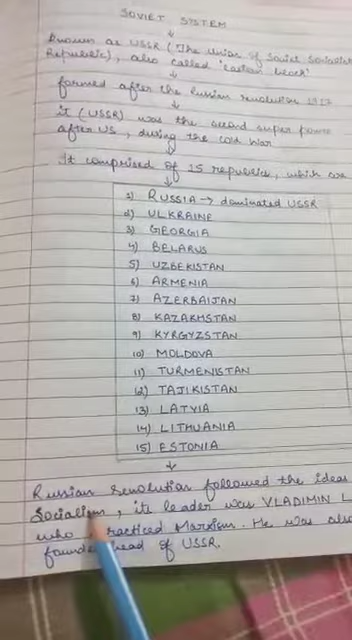 SOVIET SYSTEM
known as USSR (The union of Soviet Socialist
Republic), also called 'eastern block'
formed after the Russian revolution 1917
it (USSR) was the second super power
after US, during the cold war
It comprised of 15 republics, which are
1) RUSSIA → dominated USSR
2) ULKRAINE
3) GEORGIA
4) BELARUS
5) UZBEKISTAN
6) ARMENIA
7) AZERBAIJAN
8) KAZAKHSTAN
9) KYRGYZSTAN
10) MOLDOVA
11) TURMENISTAN
12) TAJIKISTAN
13) LATVIA
14) LITHUANIA
15) ESTONIA
Russian revolution followed the ideas
Socialism, its leader was VLADIMIN L
who practiced Marxism. He was also
founder head of USSR.